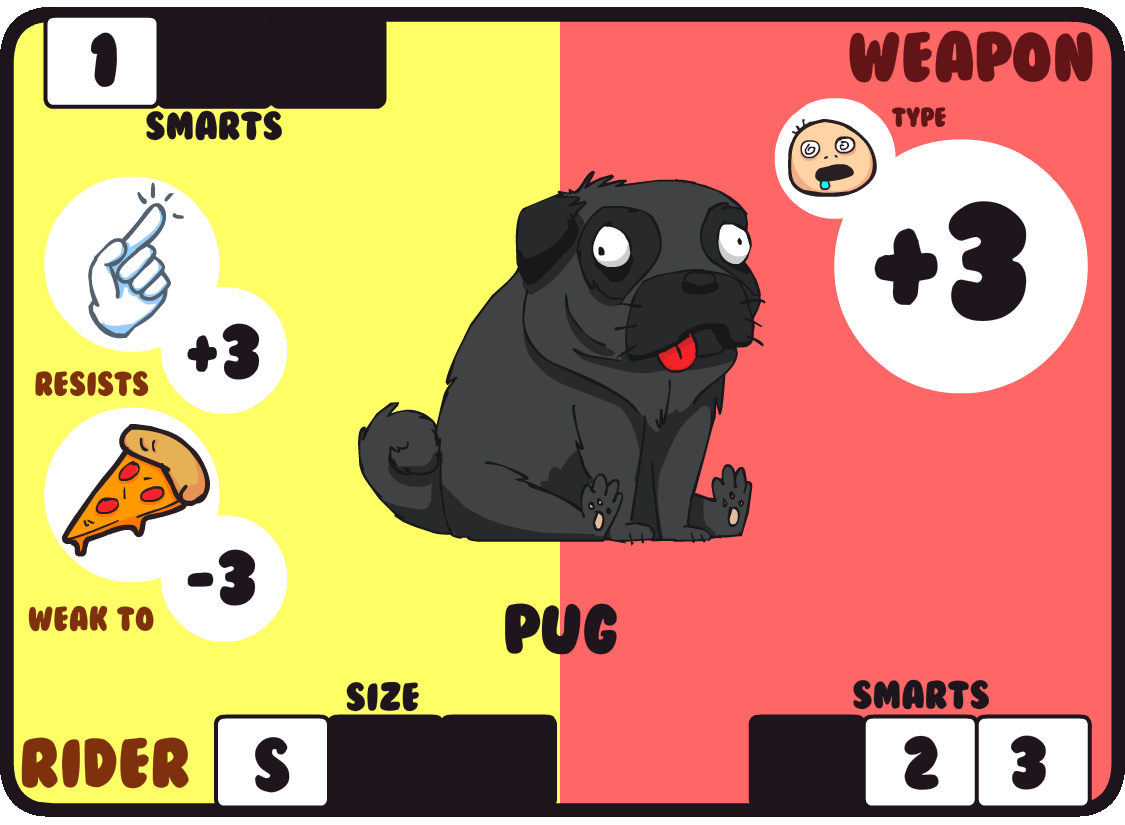 1
SMARTS
WEAPON
TYPE
+3
+3
RESISTS
-3
WEAK TO
PUG
SIZE
SMARTS
RIDER
S
2 3